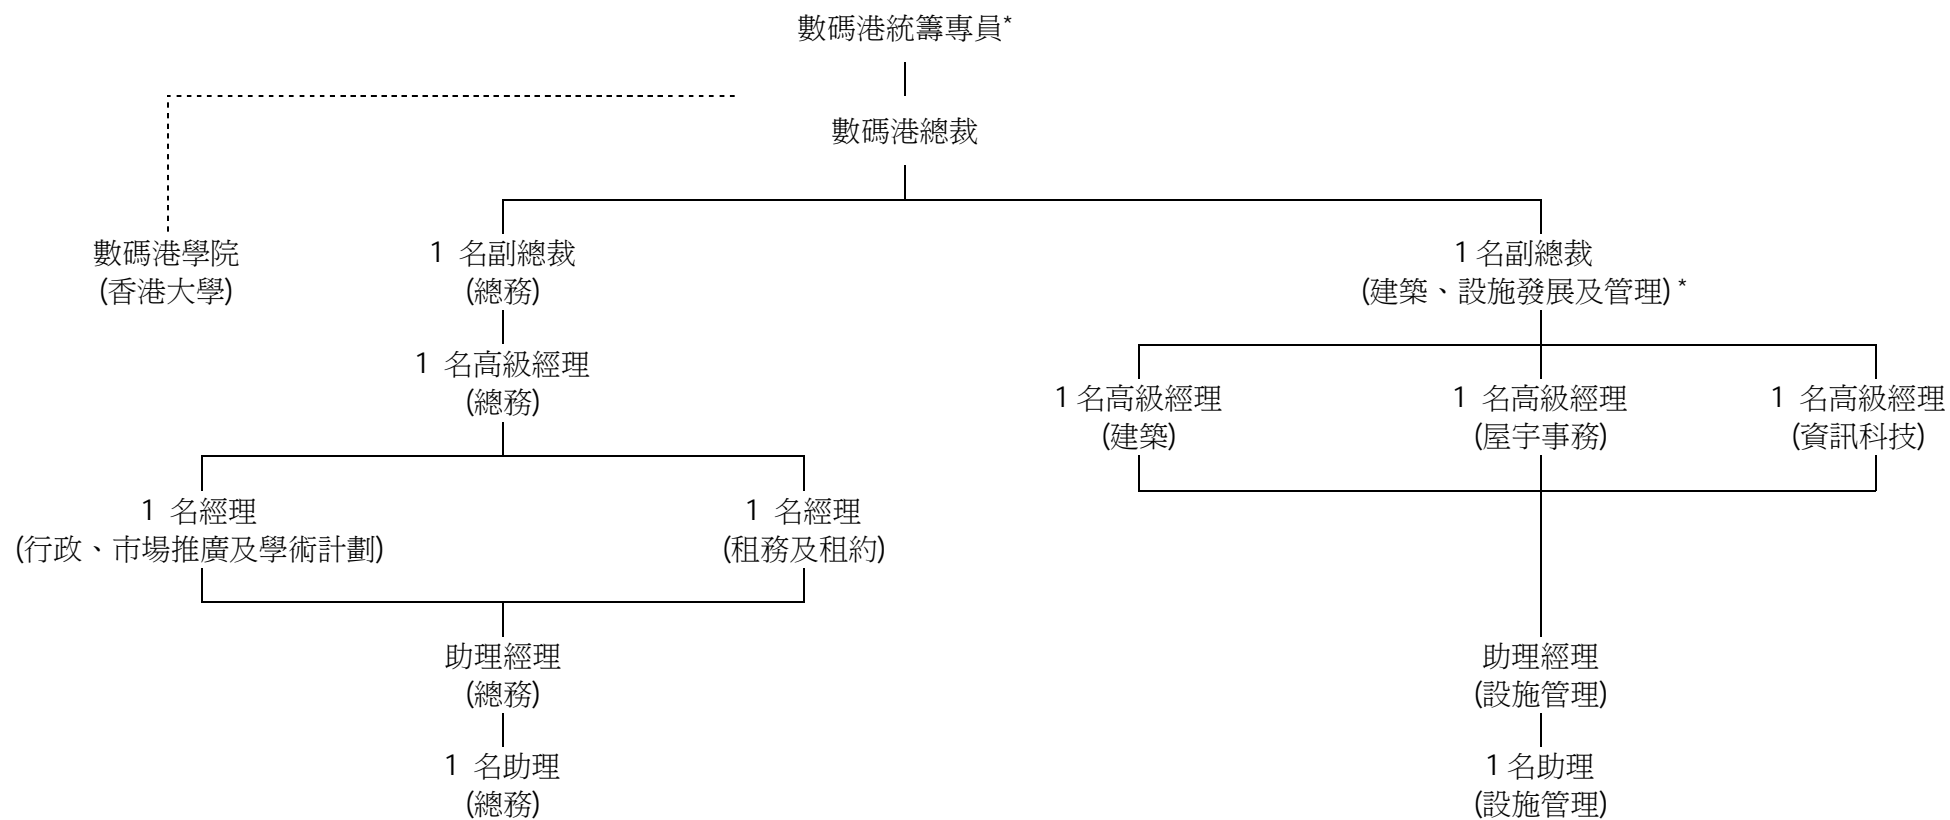 數碼港統籌專員*
數碼港總裁
數碼港學院
(香港大學)
1 名副總裁
(總務)
1 名副總裁
(建築、設施發展及管理) *
1 名高級經理
(總務)
1 名高級經理
(建築)
1 名高級經理
(屋宇事務)
1 名高級經理
(資訊科技)
1 名經理
(行政、市場推廣及學術計劃)
1 名經理
(租務及租約)
助理經理
(總務)
助理經理
(設施管理)
1 名助理
(總務)
1 名助理
(設施管理)